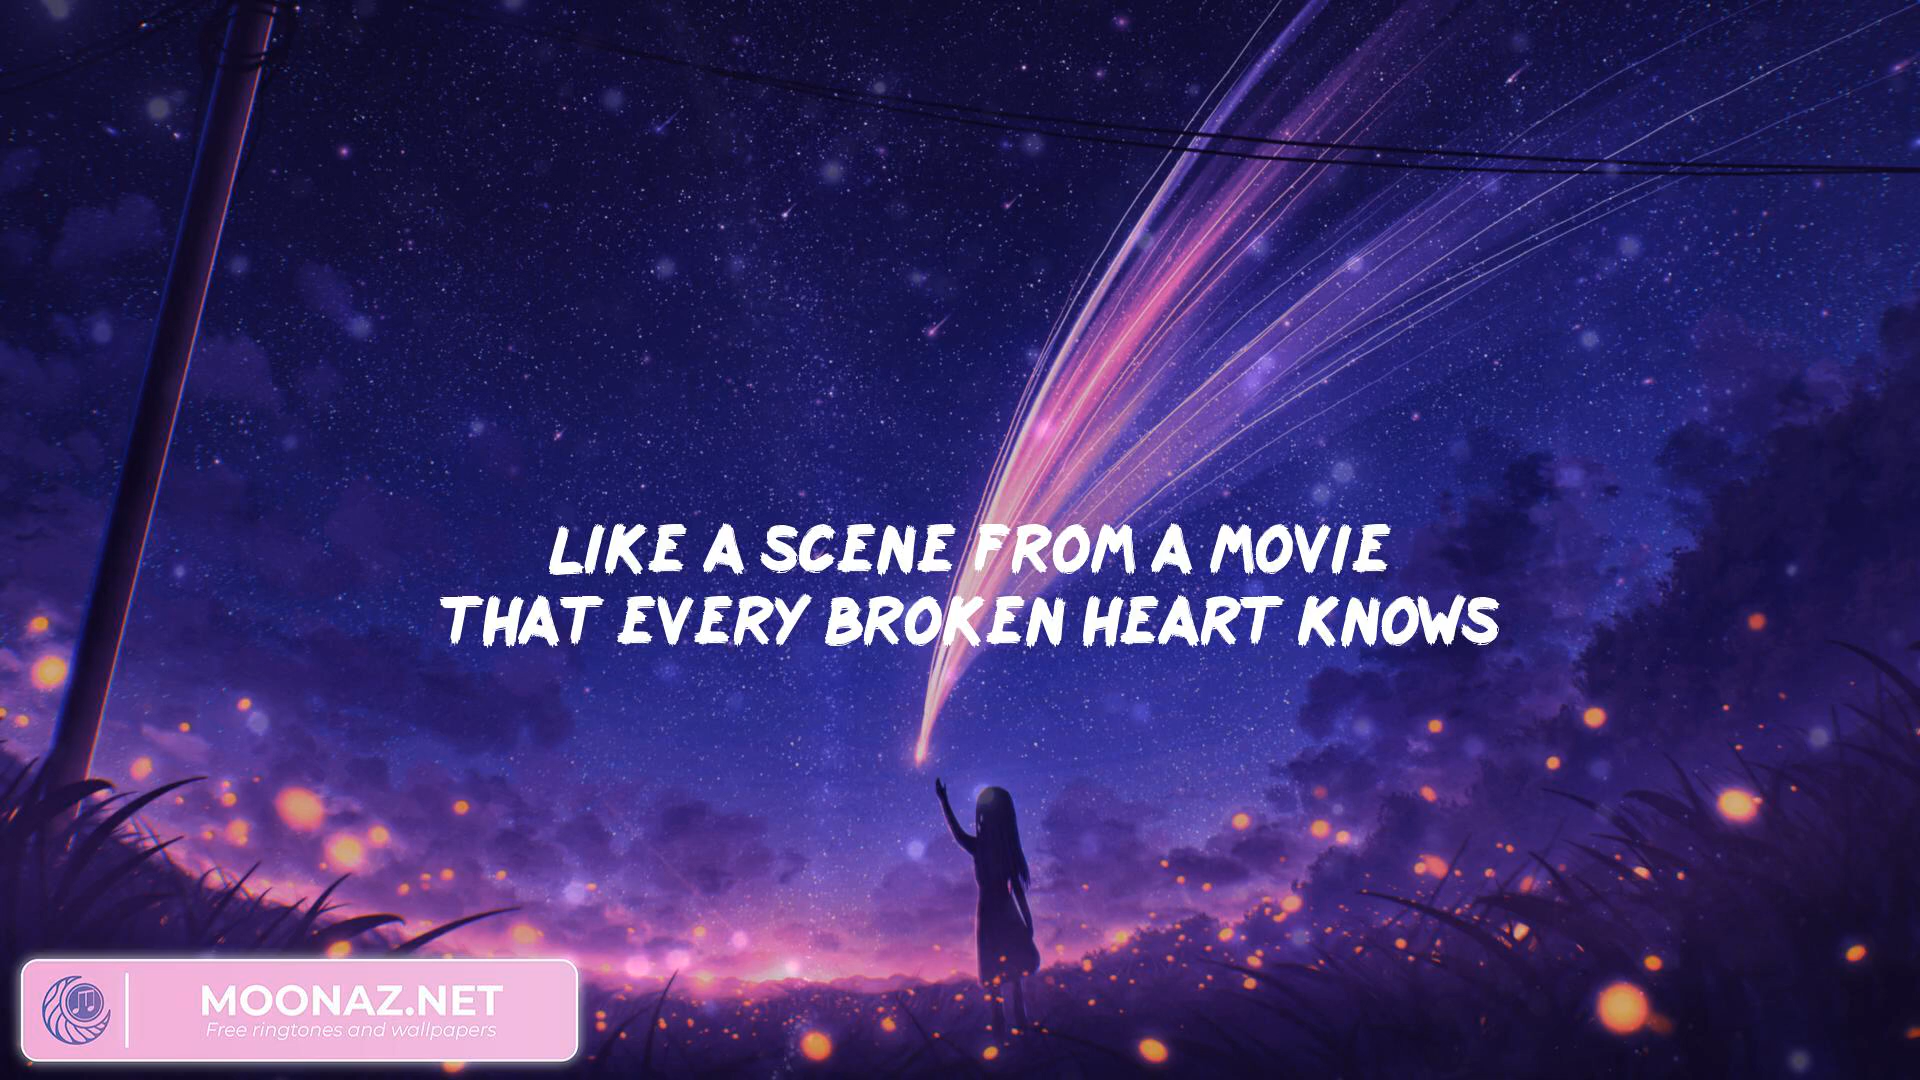 LIKE A SCENE FROM A MOVIE
THAT EVERY BROKEN HEART KNOWS
MOONAZ.NET
Free ringtones and wallpapers